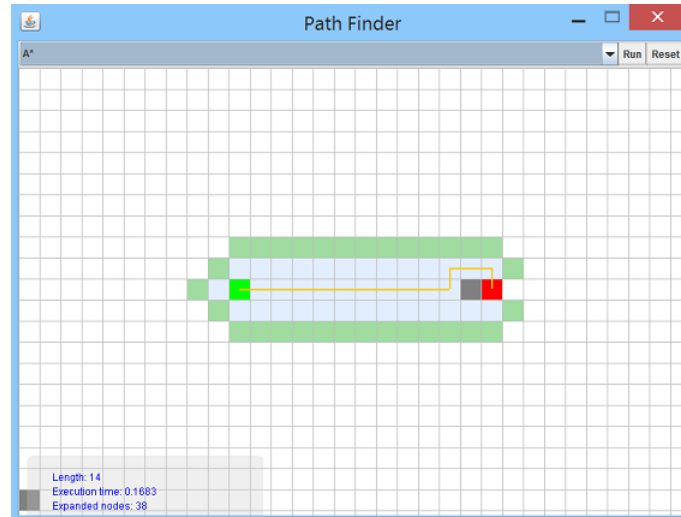 Path Finder
A*
Run Reset
Length: 14
Execution time: 0.1683
Expanded nodes: 38